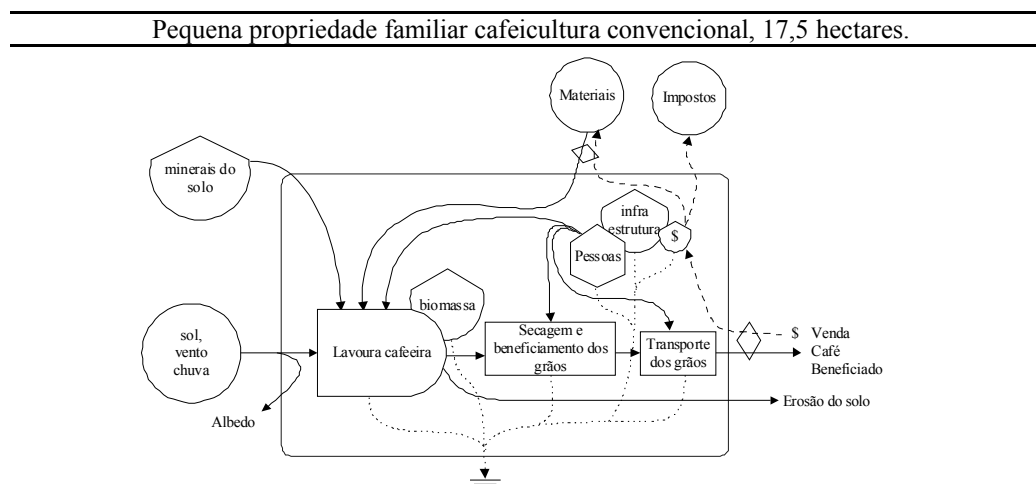 Pequena propriedade familiar cafeicultura convencional, 17,5 hectares.
Materiais
Impostos
minerais do
solo
infra
estrutura
$
Pessoas
biomassa
sol,
vento
chuva
Lavoura cafeeira
Secagem e
beneficiamento dos
grãos
Transporte
dos grãos
$ Venda
Café
Beneficiado
Albedo
Erosão do solo